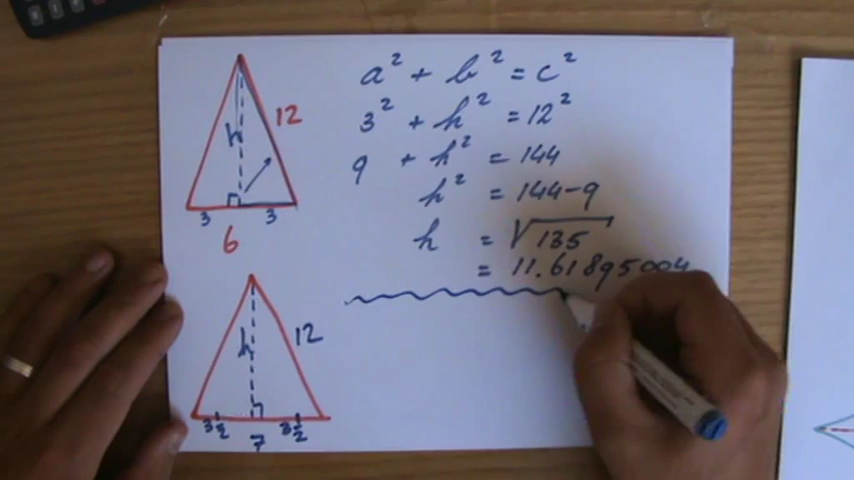 a² + b² = c²
12
3² + h² = 12²
h
9 + h² = 144
h² = 144-9
3 3
6
h = √135
= 11.61895004
12
h
3½ 3½
7